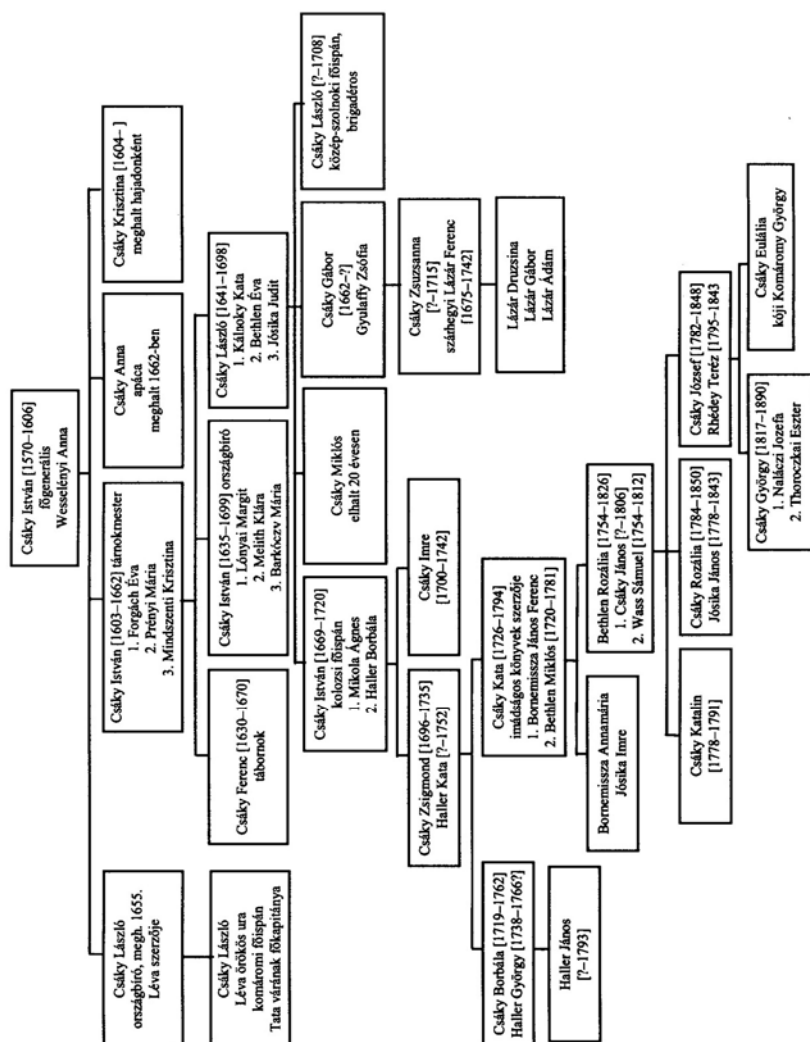 Csáky István [1570–1606]
főgenerális
Wesselényi Anna
Csáky László
országbíró, megh. 1655.
Léva szerzője
Csáky István [1603–1662] tárnokmester
1. Forgách Éva
2. Prényi Mária
3. Mindszenti Krisztina
Csáky Anna
apáca
meghalt 1662-ben
Csáky Krisztina [1604– ]
meghalt hajadonként
Csáky László
Léva örökös ura
komáromi főispán
Tata várának főkapitánya
Csáky Ferenc [1630–1670]
tábornok
Csáky István [1635–1699] országbíró
1. Lónyai Margit
2. Melith Klára
3. Barkóczv Mária
Csáky László [1641–1698]
1. Kálnoky Kata
2. Bethlen Éva
3. Jósika Judit
Csáky István [1669–1720]
kolozsi főispán
1. Mikola Ágnes
2. Haller Borbála
Csáky Miklós
elhalt 20 évesen
Csáky Gábor
[1662–?]
Gyulaffy Zsófia
Csáky László [?–1708]
közép-szolnoki főispán,
brigadéros
Csáky Zsigmond [1696–1735]
Haller Kata [?–1752]
Csáky Imre
[1700–1742]
Csáky Zsuzsanna
[?–1715]
szárhegyi Lázár Ferenc
[1675–1742]
Csáky Borbála [1719–1762]
Haller György [1738–1766?]
Csáky Kata [1726–1794]
imádságos könyvek szerzője
1. Bornemissza János Ferenc
2. Bethlen Miklós [1720–1781]
Lázár Druzsina
Lázár Gábor
Lázár Ádám
Haller János
[?–1793]
Bornemissza Annamária
Jósika Imre
Bethlen Rozália [1754–1826]
1. Csáky János [?–1806]
2. Wass Sámuel [1754–1812]
Csáky Katalin
[1778–1791]
Csáky Rozália [1784–1850]
Jósika János [1778–1843]
Csáky József [1782–1848]
Rhédey Teréz [1795–1843
Csáky György [1817–1890]
1. Naláczi Jozefa
2. Thoroczkai Eszter
Csáky Eulália
kóji Komáromy György